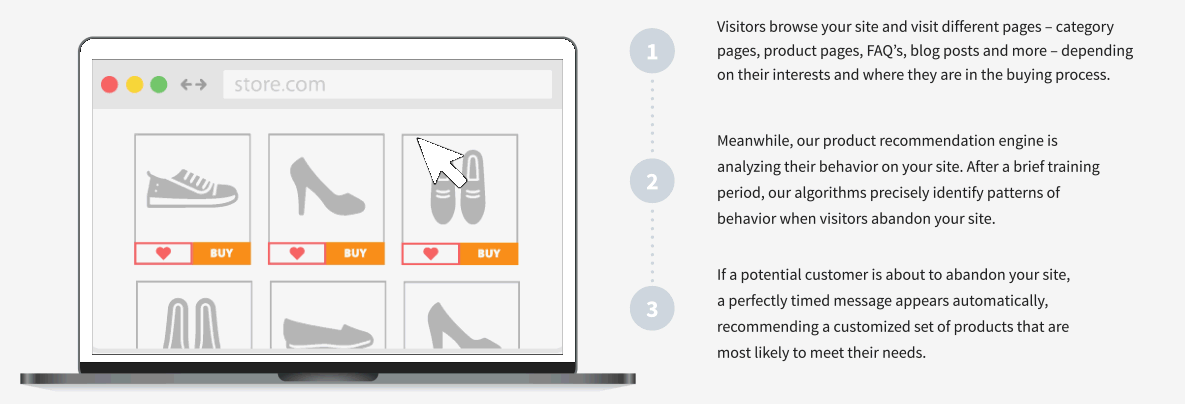 store.com
BUY
BUY
BUY
1
Visitors browse your site and visit different pages – category
pages, product pages, FAQ's, blog posts and more – depending
on their interests and where they are in the buying process.
2
Meanwhile, our product recommendation engine is
analyzing their behavior on your site. After a brief training
period, our algorithms precisely identify patterns of
behavior when visitors abandon your site.
3
If a potential customer is about to abandon your site,
a perfectly timed message appears automatically,
recommending a customized set of products that are
most likely to meet their needs.